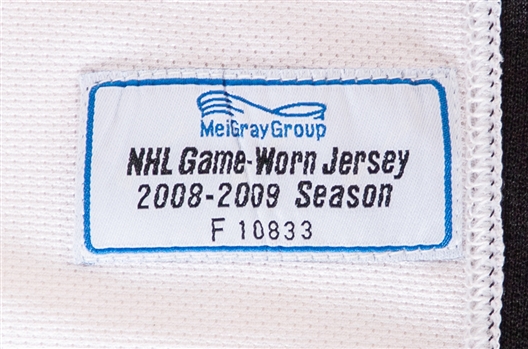 MeiGrayGroup
NHL Game-Worn Jersey
2008-2009 Season
F 10833